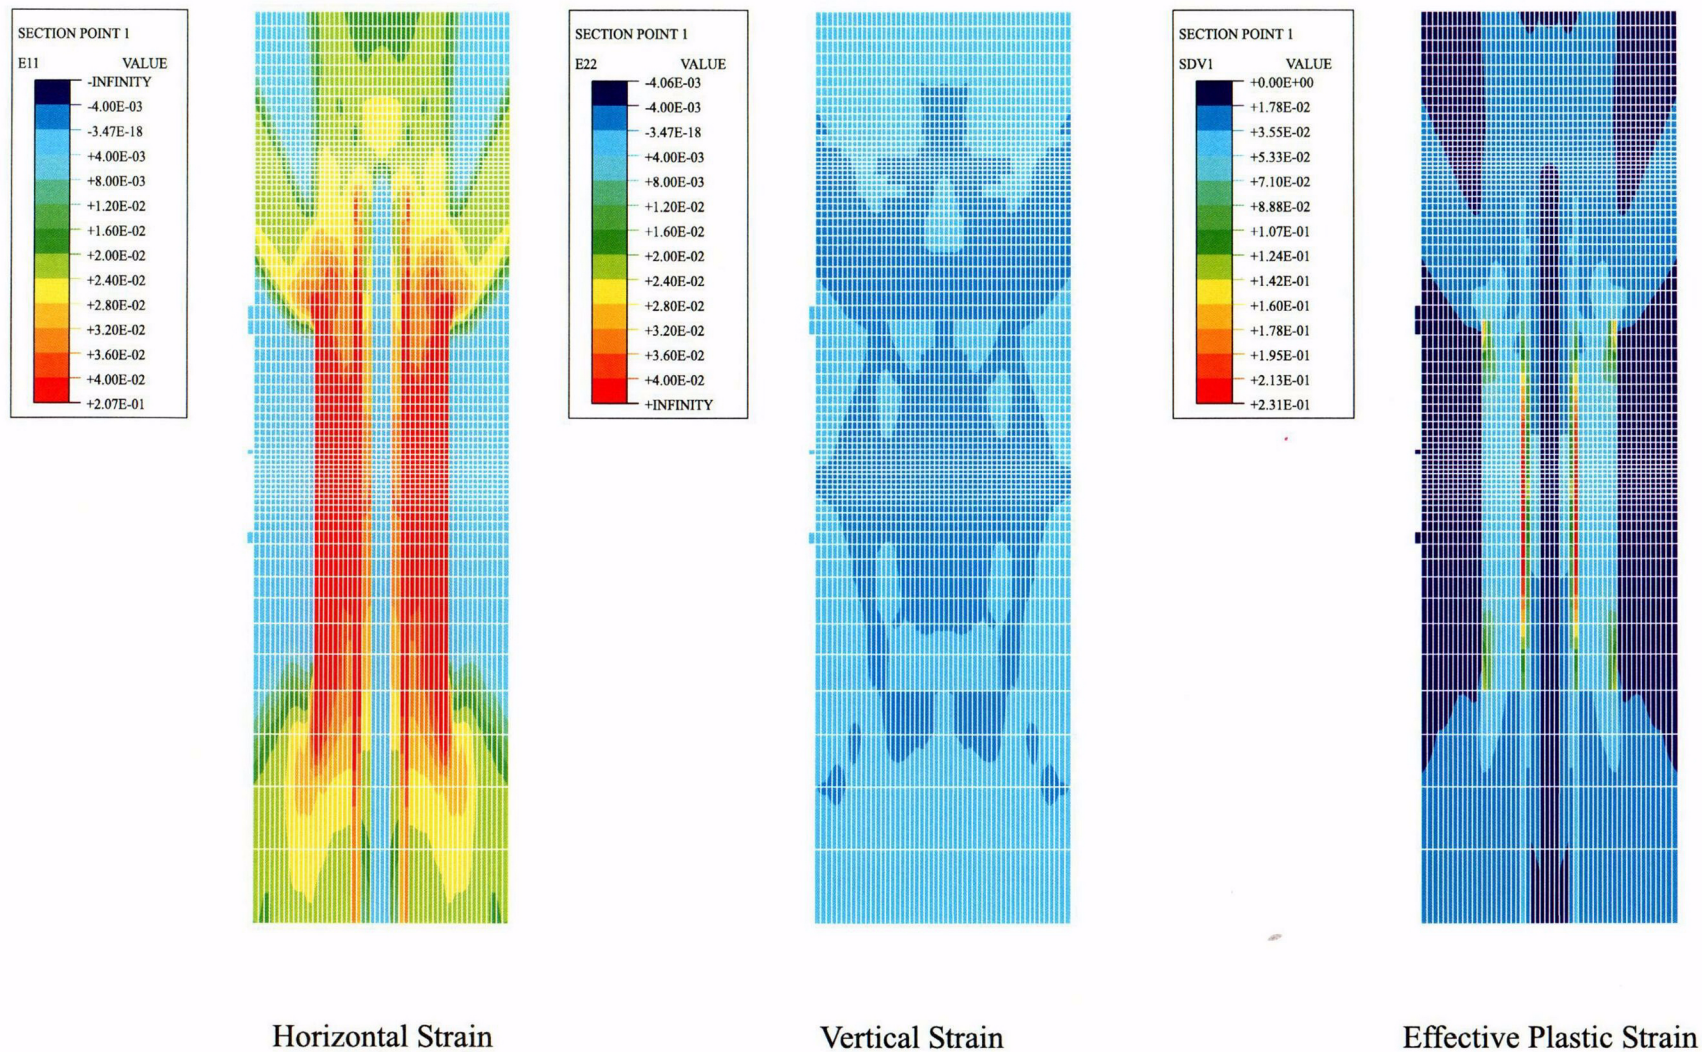 SECTION POINT 1
E11 VALUE
-INFINITY
-4.00E-03
-3.47E-18
+4.00E-03
+8.00E-03
+1.20E-02
+1.60E-02
+2.00E-02
+2.40E-02
+2.80E-02
+3.20E-02
+3.60E-02
+4.00E-02
+2.07E-01
SECTION POINT 1
E22 VALUE
-4.06E-03
-4.00E-03
-3.47E-18
+4.00E-03
+8.00E-03
+1.20E-02
+1.60E-02
+2.00E-02
+2.40E-02
+2.80E-02
+3.20E-02
+3.60E-02
+4.00E-02
+INFINITY
SECTION POINT 1
SDV1 VALUE
+0.00E+00
+1.78E-02
+3.55E-02
+5.33E-02
+7.10E-02
+8.88E-02
+1.07E-01
+1.24E-01
+1.42E-01
+1.60E-01
+1.78E-01
+1.95E-01
+2.13E-01
+2.31E-01
Horizontal Strain
Vertical Strain
Effective Plastic Strain